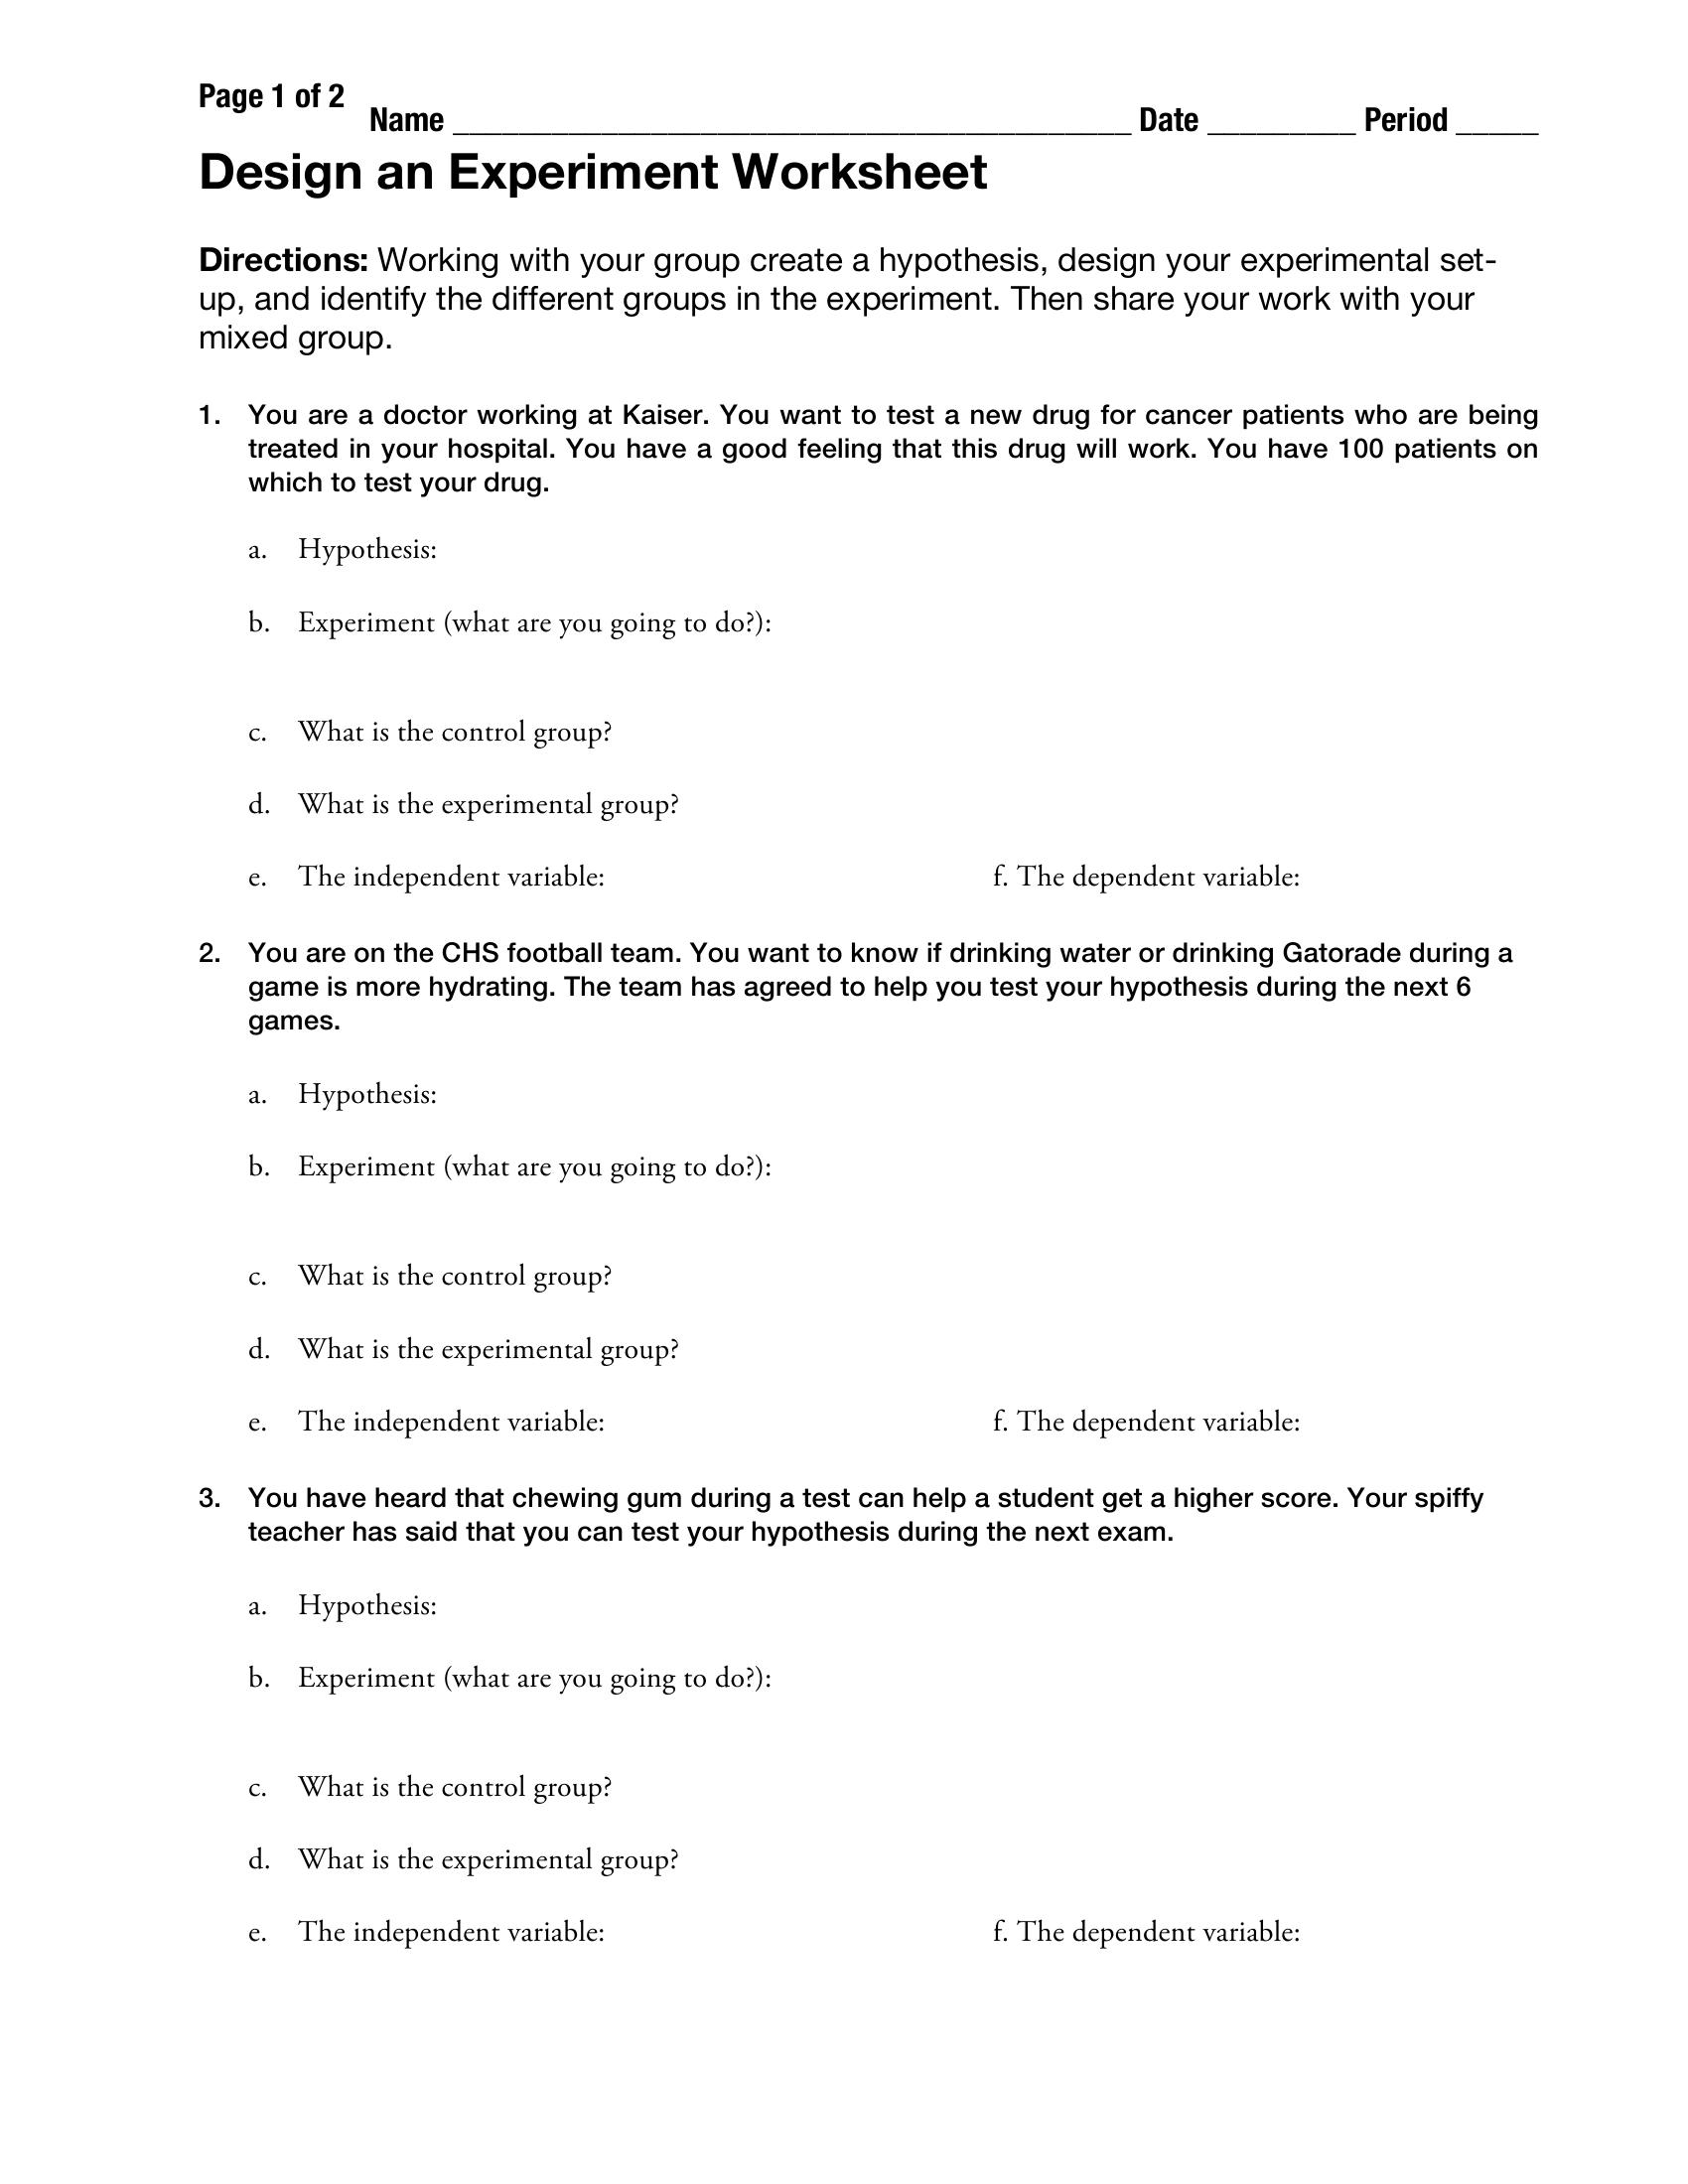 Page 1 of 2
Name _________________________________________ Date _________ Period _____
Design an Experiment Worksheet
Directions: Working with your group create a hypothesis, design your experimental set-
up, and identify the different groups in the experiment. Then share your work with your
mixed group.
1. You are a doctor working at Kaiser. You want to test a new drug for cancer patients who are being
treated in your hospital. You have a good feeling that this drug will work. You have 100 patients on
which to test your drug.
a. Hypothesis:
b. Experiment (what are you going to do?):
c. What is the control group?
d. What is the experimental group?
e. The independent variable: f. The dependent variable:
2. You are on the CHS football team. You want to know if drinking water or drinking Gatorade during a
game is more hydrating. The team has agreed to help you test your hypothesis during the next 6
games.
a. Hypothesis:
b. Experiment (what are you going to do?):
c. What is the control group?
d. What is the experimental group?
e. The independent variable: f. The dependent variable:
3. You have heard that chewing gum during a test can help a student get a higher score. Your spiffy
teacher has said that you can test your hypothesis during the next exam.
a. Hypothesis:
b. Experiment (what are you going to do?):
c. What is the control group?
d. What is the experimental group?
e. The independent variable: f. The dependent variable: